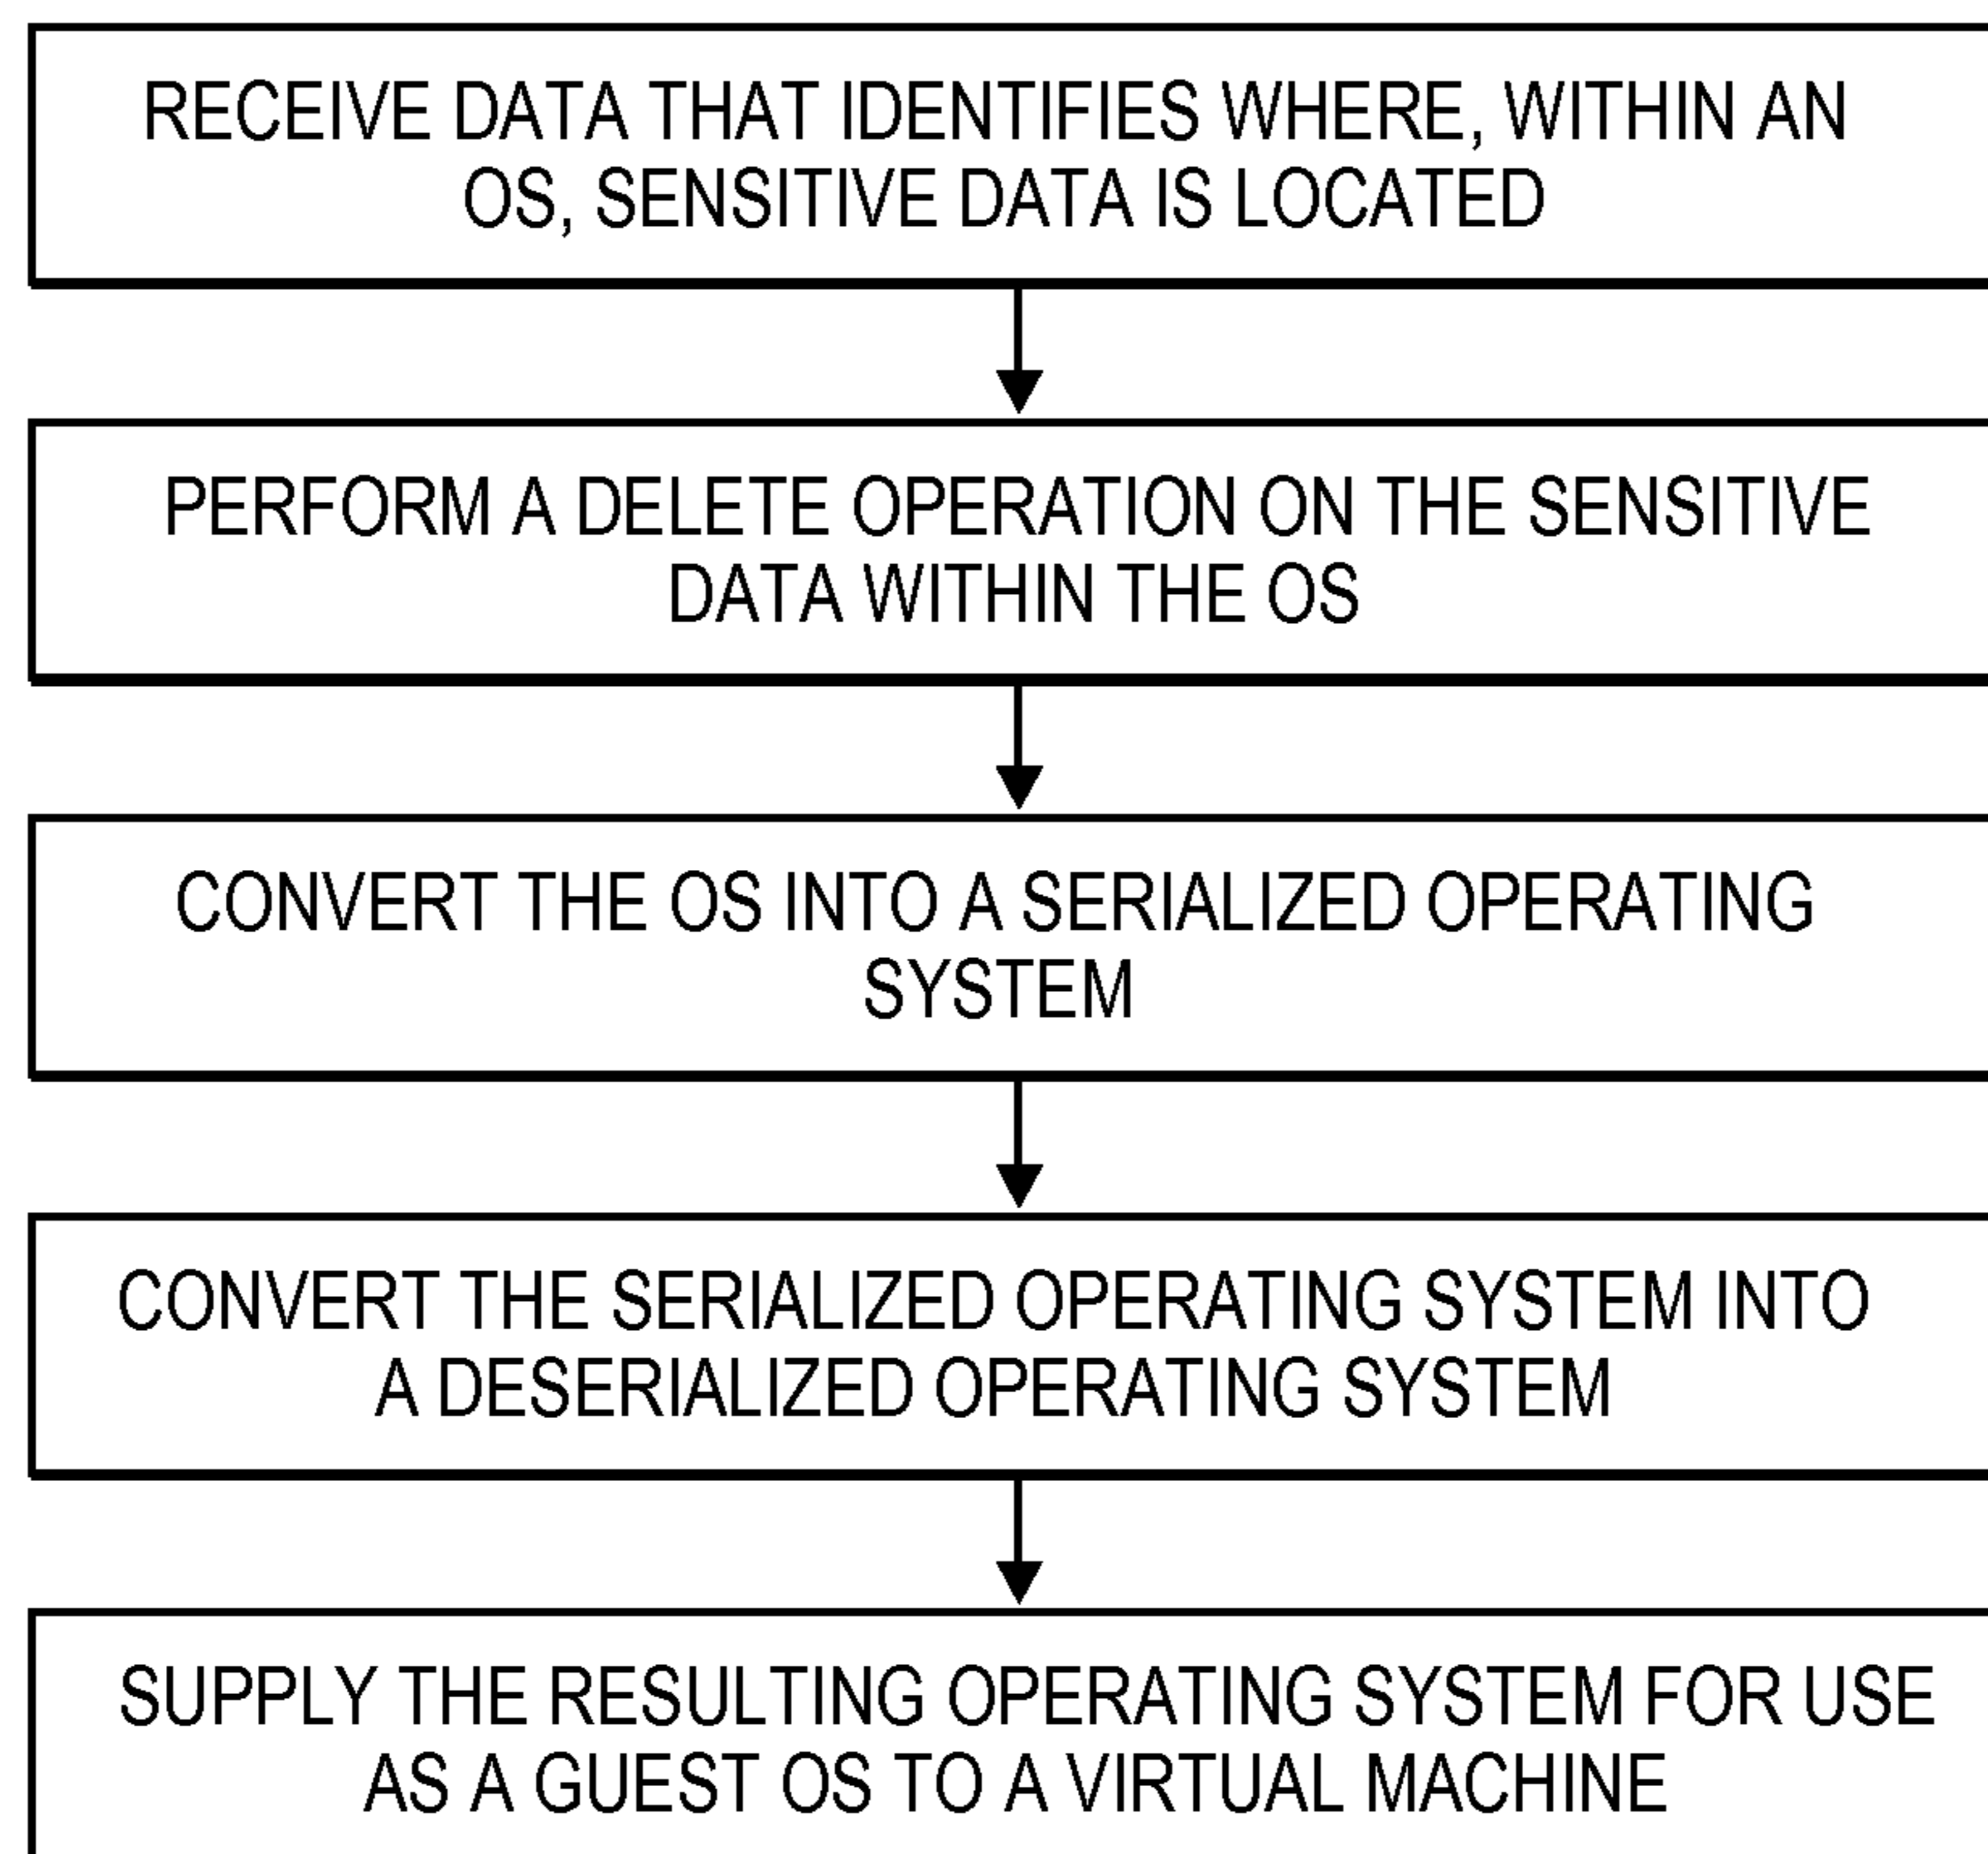 RECEIVE DATA THAT IDENTIFIES WHERE, WITHIN AN
OS, SENSITIVE DATA IS LOCATED
PERFORM A DELETE OPERATION ON THE SENSITIVE
DATA WITHIN THE OS
CONVERT THE OS INTO A SERIALIZED OPERATING
SYSTEM
CONVERT THE SERIALIZED OPERATING SYSTEM INTO
A DESERIALIZED OPERATING SYSTEM
SUPPLY THE RESULTING OPERATING SYSTEM FOR USE
AS A GUEST OS TO A VIRTUAL MACHINE